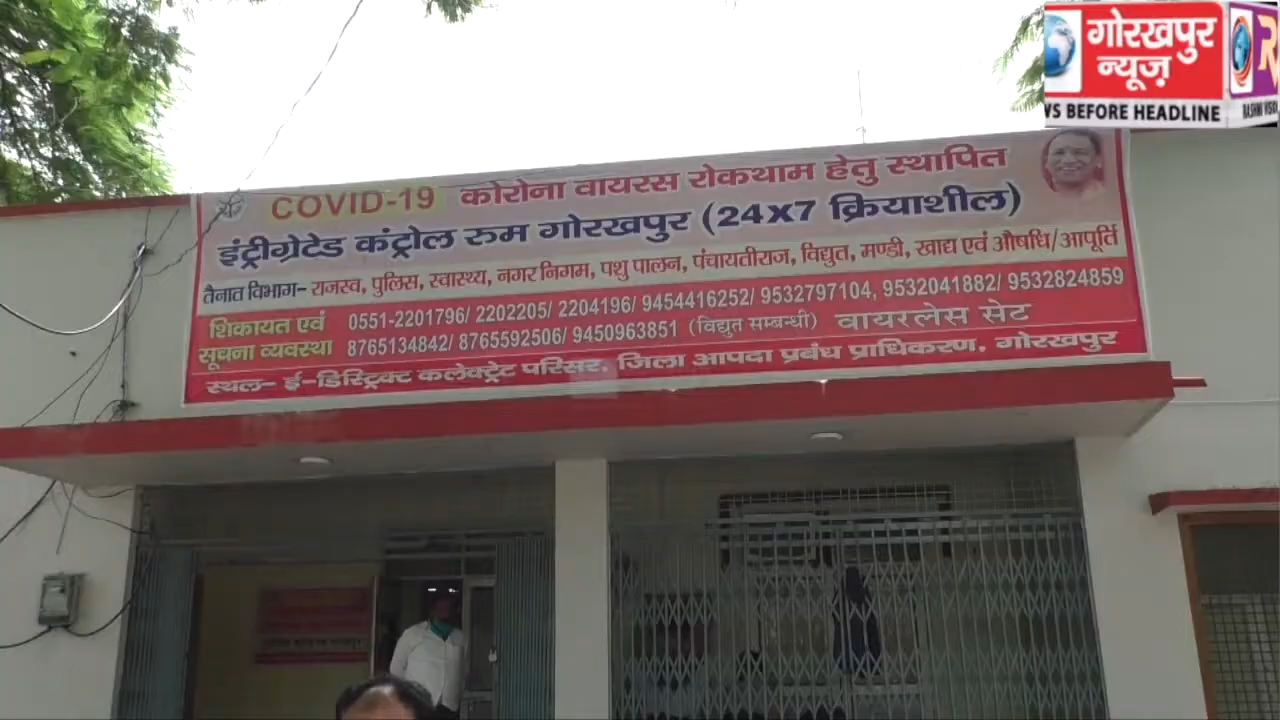 गोरखपुर
न्यूज़
VS BEFORE HEADLINE
RASHMI VISIO
COVID-19 कोरोना वायरस रोकथाम हेतु स्थापित
इंट्रीग्रेटेड कंट्रोल रुम गोरखपुर (24x7 क्रियाशील)
तैनात विभाग- राजस्व, पुलिस, स्वास्थ्य, नगर निगम, पशु पालन, पंचायतीराज, विद्युत, मण्डी, खाद्य एवं औषधि/आपूर्ति
शिकायत एवं 0551-2201796/ 2202205/ 2204196/ 9454416252/ 9532797104, 9532041882/ 9532824859
सूचना व्यवस्था 8765134842/ 8765592506/ 9450963851 (विद्युत सम्बन्धी) वायरलेस सेट
स्थल- ई-डिस्ट्रिक्ट कलेक्ट्रेट परिसर, जिला आपदा प्रबंध प्राधिकरण, गोरखपुर